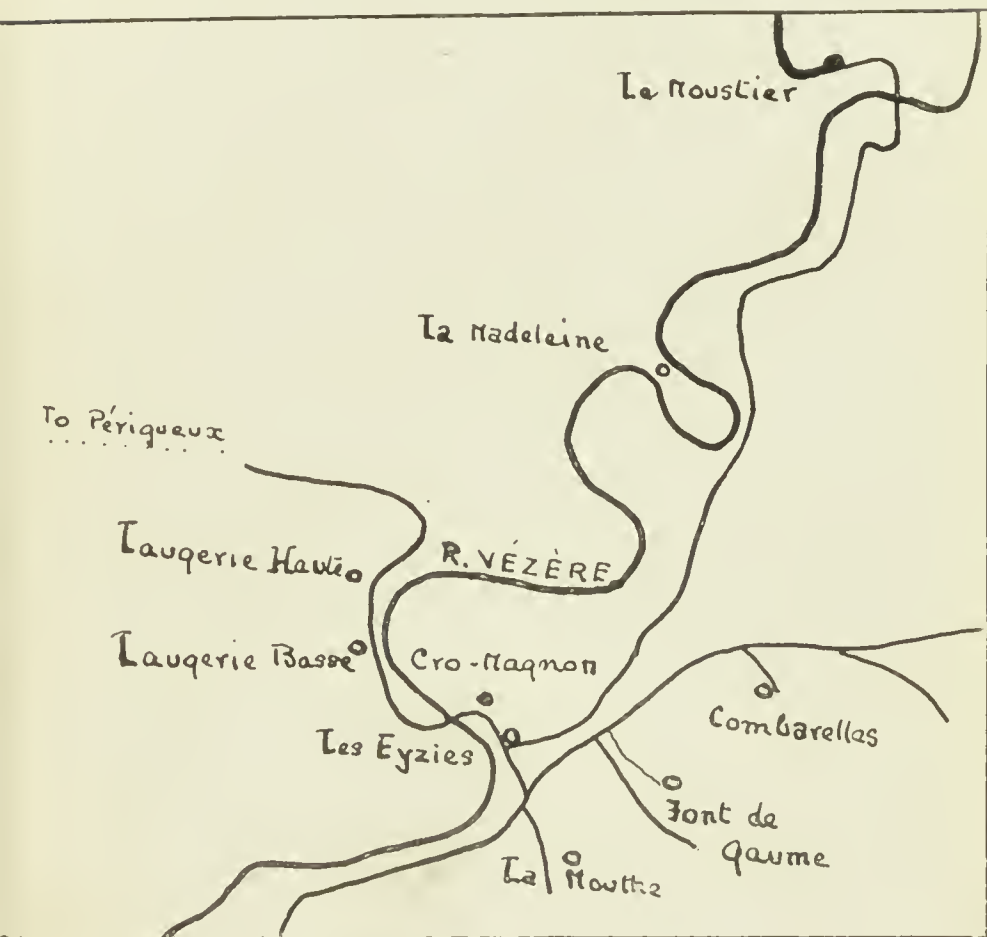 Le Moustier
La Madeleine
To Périgueux
Laugerie Haute
R. VÉZÈRE
Laugerie Basse
Cro-Magnon
Les Eyzies
Combarelles
Font de
Gaume
La Mouthe